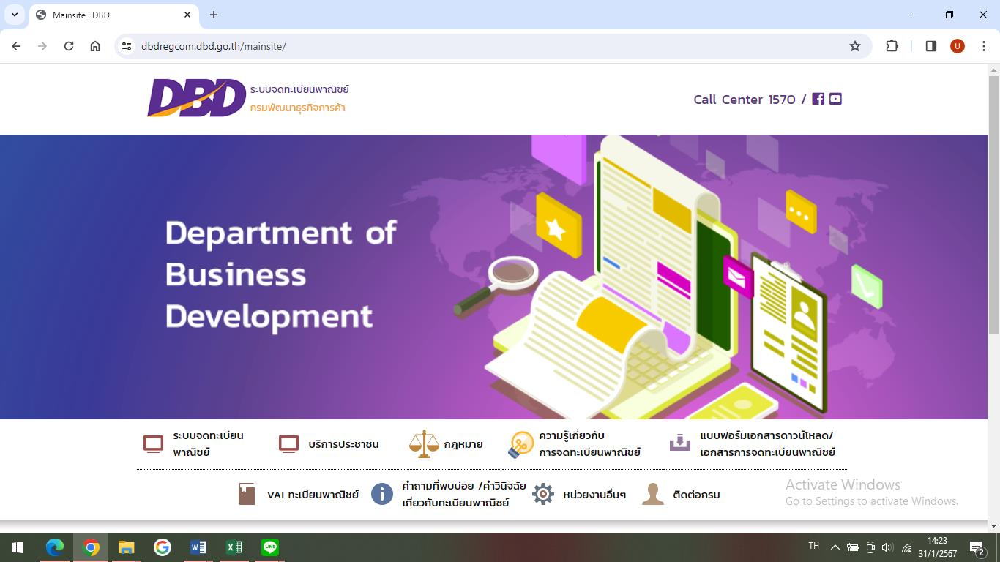 Mainsite : DBD
dbdregcom.dbd.go.th/mainsite/
U
DBD
ระบบจดทะเบียนพาณิชย์
กรมพัฒนาธุรกิจการค้า
Call Center 1570 /
Department of
Business
Development
ระบบจดทะเบียน
พาณิชย์
บริการประชาชน
กฎหมาย
ความรู้เกี่ยวกับ
การจดทะเบียนพาณิชย์
แบบฟอร์มเอกสารดาวน์โหลด/
เอกสารการจดทะเบียนพาณิชย์
VAI ทะเบียนพาณิชย์
คำถามที่พบบ่อย /คำวินิจฉัย
เกี่ยวกับทะเบียนพาณิชย์
หน่วยงานอื่นๆ
ติดต่อกรม
Activate Windows
Go to Settings to activate Windows.
LINE
TH
14:23
31/1/2567
2